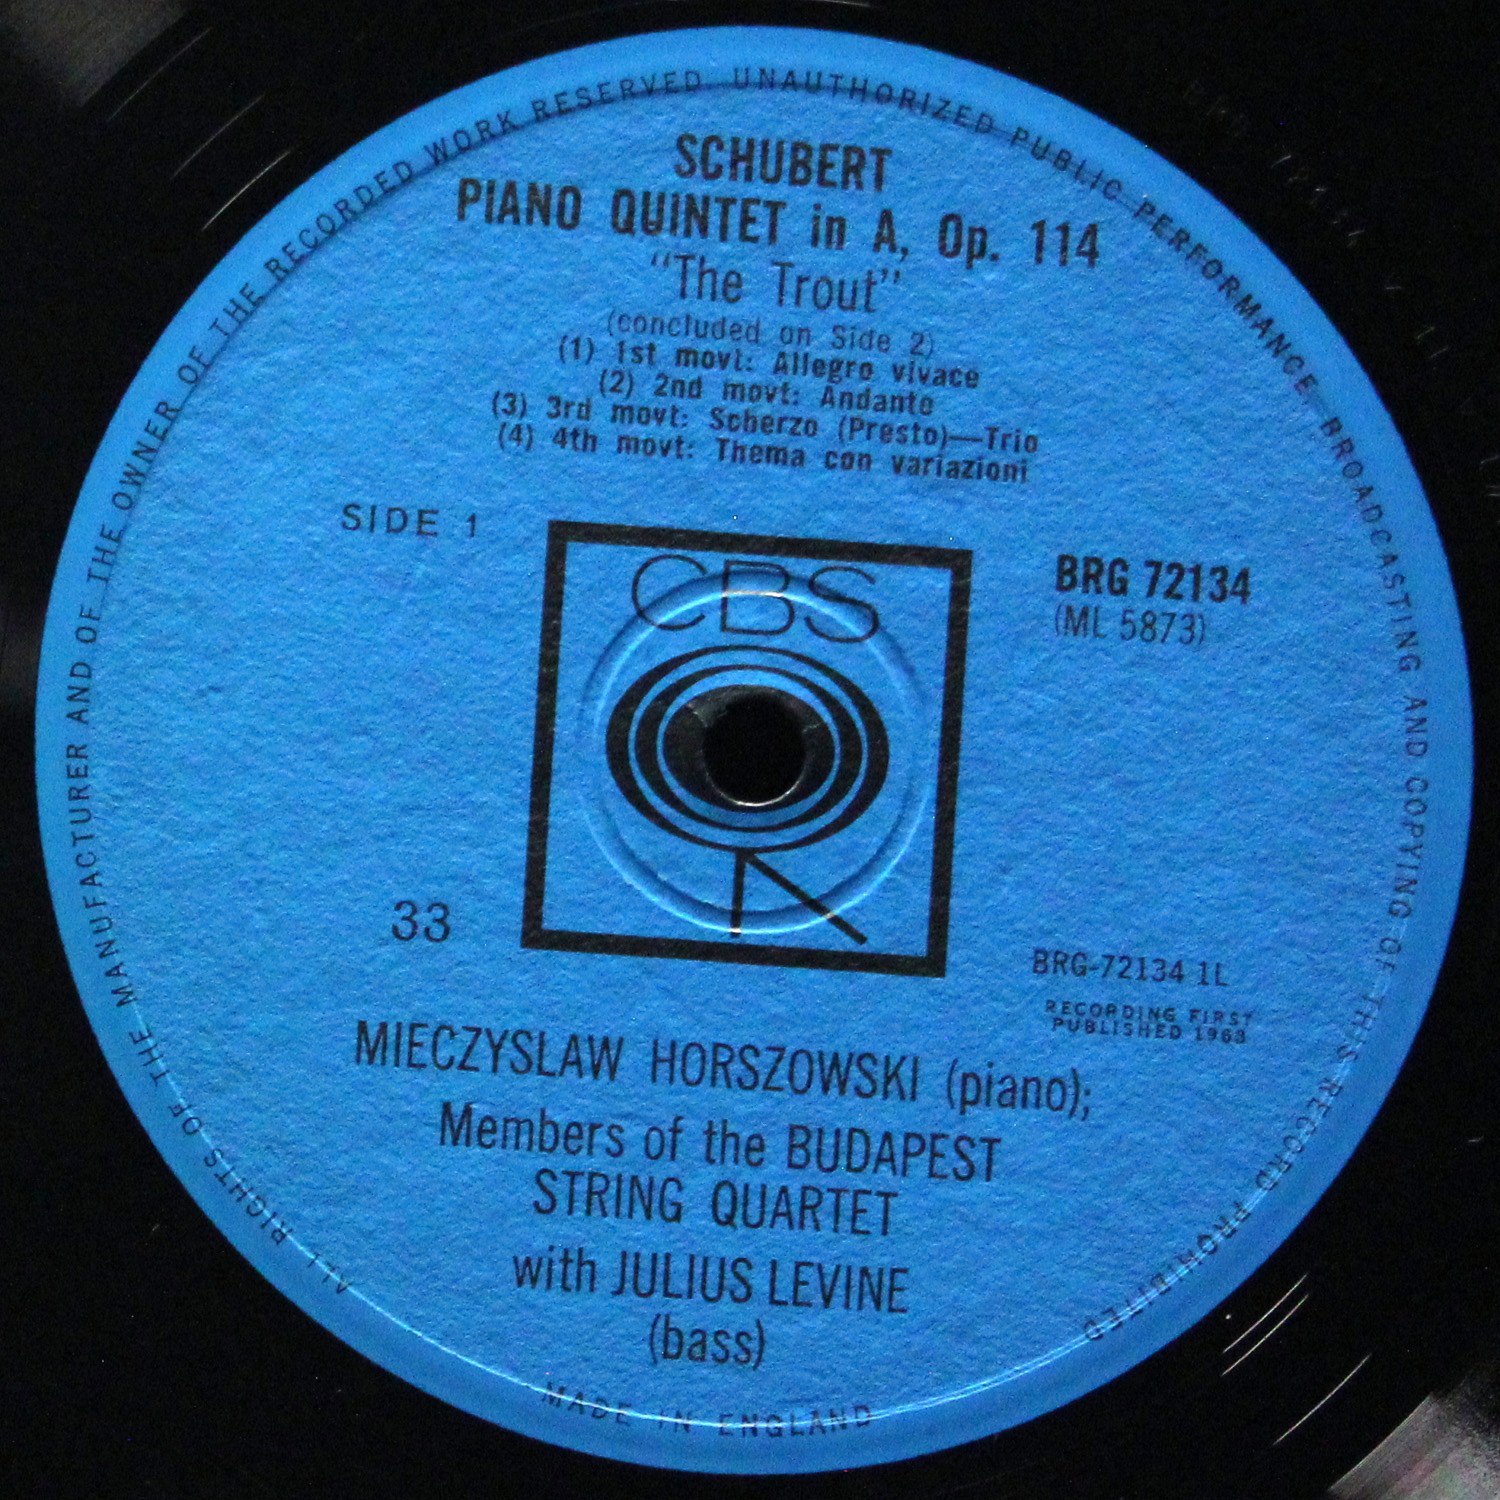 ALL RIGHTS OF THE MANUFACTURER AND OF THE OWNER OF THE RECORDED WORK RESERVED UNAUTHORIZED PUBLIC PERFORMANCE BROADCASTING AND COPYING OF THIS RECORD PROHIBITED
SCHUBERT
PIANO QUINTET in A, Op. 114
"The Trout"
(concluded on Side 2)
(1) 1st movt: Allegro vivace
(2) 2nd movt: Andante
(3) 3rd movt: Scherzo (Presto)—Trio
(4) 4th movt: Thema con variazioni
SIDE 1
CBS
BRG 72134
(ML 5873)
33
BRG-72134 1L
RECORDING FIRST
PUBLISHED 1963
MIECZYSLAW HORSZOWSKI (piano);
Members of the BUDAPEST
STRING QUARTET
with JULIUS LEVINE
(bass)
MADE IN ENGLAND